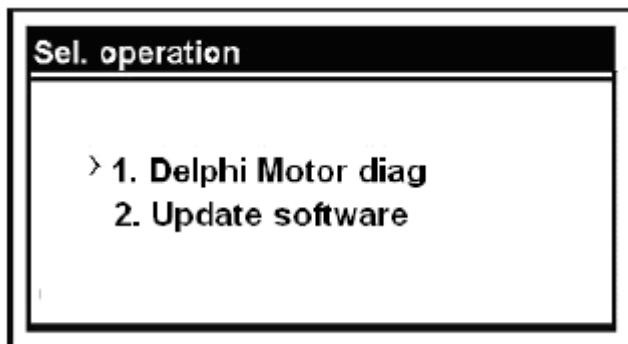 Sel. operation
> 1. Delphi Motor diag
2. Update software